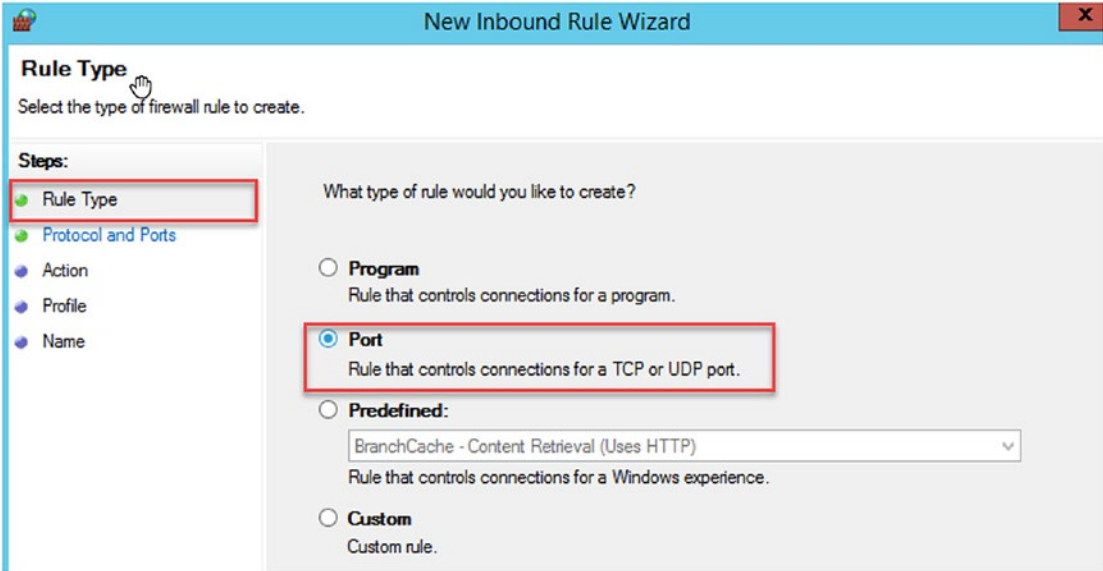 New Inbound Rule Wizard
x
Rule Type
Select the type of firewall rule to create.
Steps:
Rule Type
Protocol and Ports
Action
Profile
Name
What type of rule would you like to create?
Program
Rule that controls connections for a program.
Port
Rule that controls connections for a TCP or UDP port.
Predefined:
BranchCache - Content Retrieval (Uses HTTP)
Rule that controls connections for a Windows experience.
Custom
Custom rule.